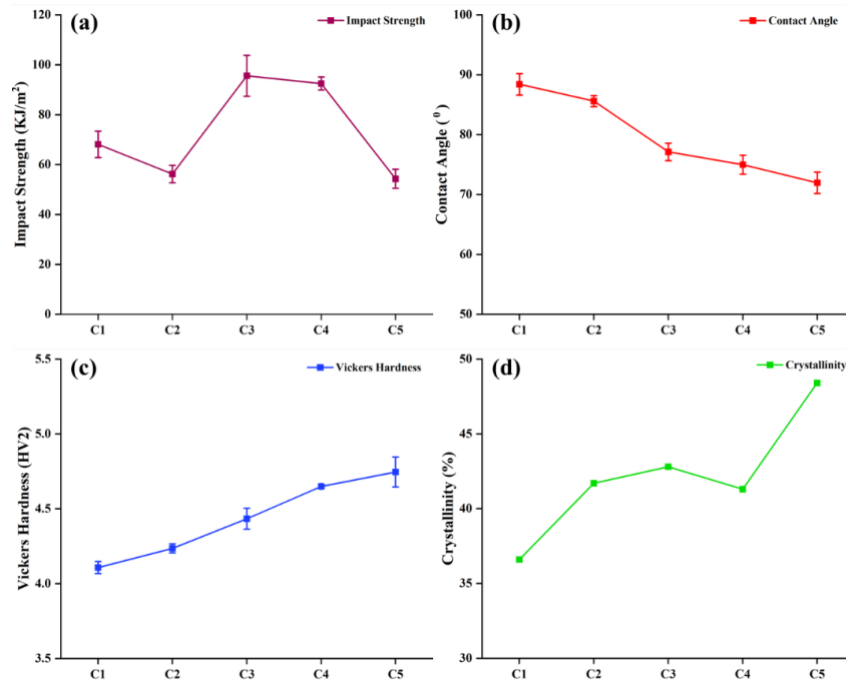 (a)
Impact Strength
Impact Strength (KJ/m²)
120
100
80
60
40
20
0
C1 C2 C3 C4 C5
(b)
Contact Angle
Contact Angle (⁰)
100
90
80
70
60
50
C1 C2 C3 C4 C5
(c)
Vickers Hardness
Vickers Hardness (HV2)
5.5
5.0
4.5
4.0
3.5
C1 C2 C3 C4 C5
(d)
Crystallinity
Crystallinity (%)
50
45
40
35
30
C1 C2 C3 C4 C5